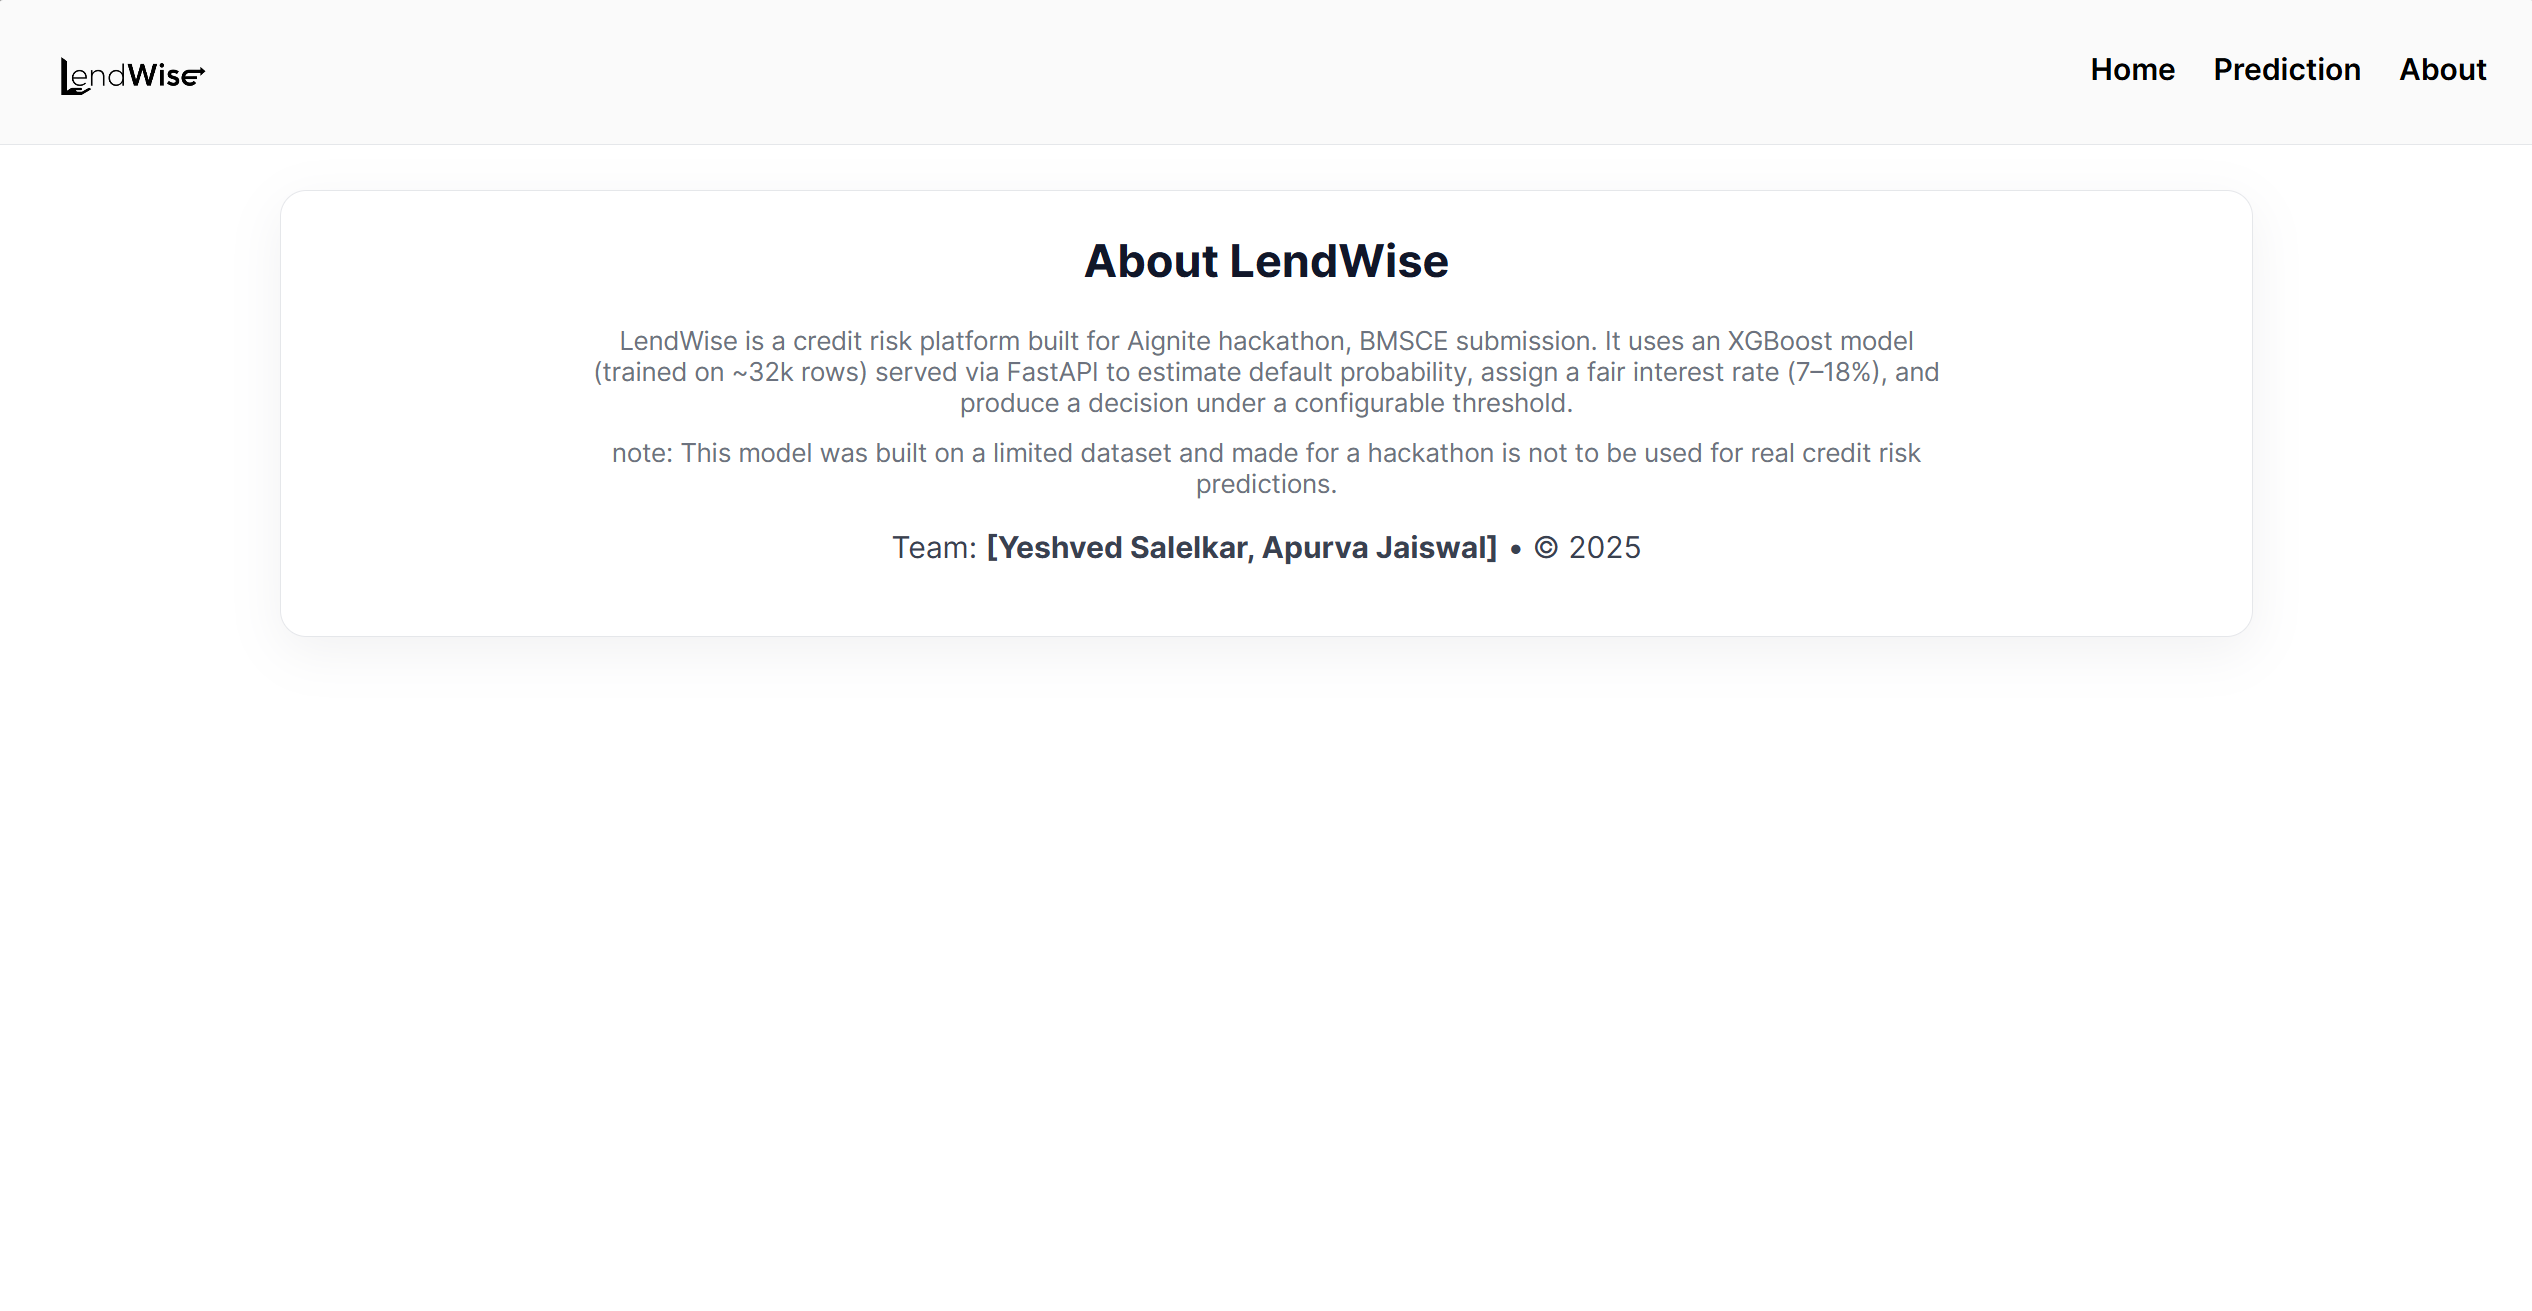 LendWise
Home Prediction About
About LendWise
LendWise is a credit risk platform built for Aignite hackathon, BMSCE submission. It uses an XGBoost model
(trained on ~32k rows) served via FastAPI to estimate default probability, assign a fair interest rate (7–18%), and
produce a decision under a configurable threshold.
note: This model was built on a limited dataset and made for a hackathon is not to be used for real credit risk
predictions.
Team: [Yeshved Salelkar, Apurva Jaiswal] • © 2025